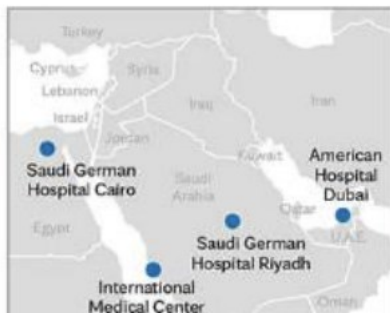 Turkey
Cyprus
Syria
Lebanon
Iraq
Iran
Israel
Jordan
Kuwait
Saudi German
Hospital Cairo
American
Hospital
Dubai
Saudi
Arabia
Qatar
Egypt
U.A.E.
Saudi German
Hospital Riyadh
International
Medical Center
Oman